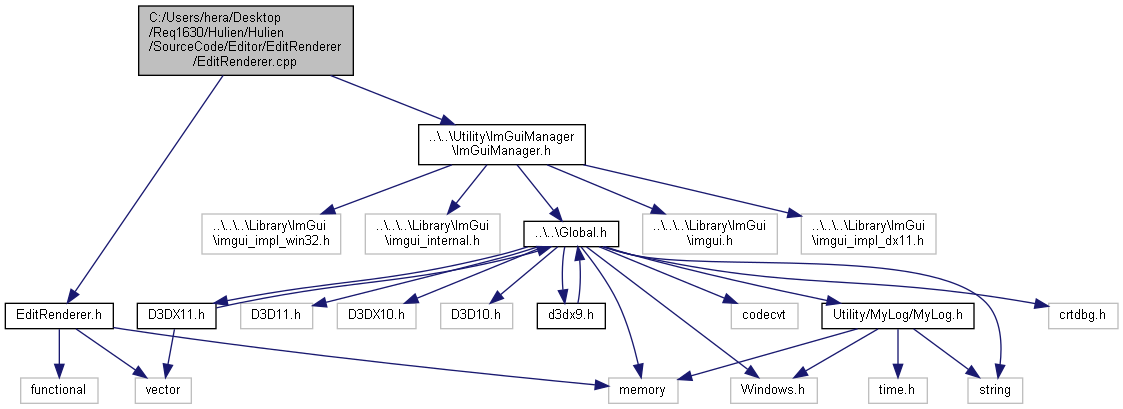 C:/Users/hera/Desktop
/Req1630/Hulien/Hulien
/SourceCode/Editor/EditRenderer
/EditRenderer.cpp
..\..\Utility\ImGuiManager
\ImGuiManager.h
..\..\..\Library\ImGui
\imgui_impl_win32.h
..\..\..\Library\ImGui
\imgui_internal.h
..\..\Global.h
..\..\..\Library\ImGui
\imgui.h
..\..\..\Library\ImGui
\imgui_impl_dx11.h
EditRenderer.h
D3DX11.h
D3D11.h
D3DX10.h
D3D10.h
d3dx9.h
codecvt
Utility/MyLog/MyLog.h
crtdbg.h
functional
vector
memory
Windows.h
time.h
string